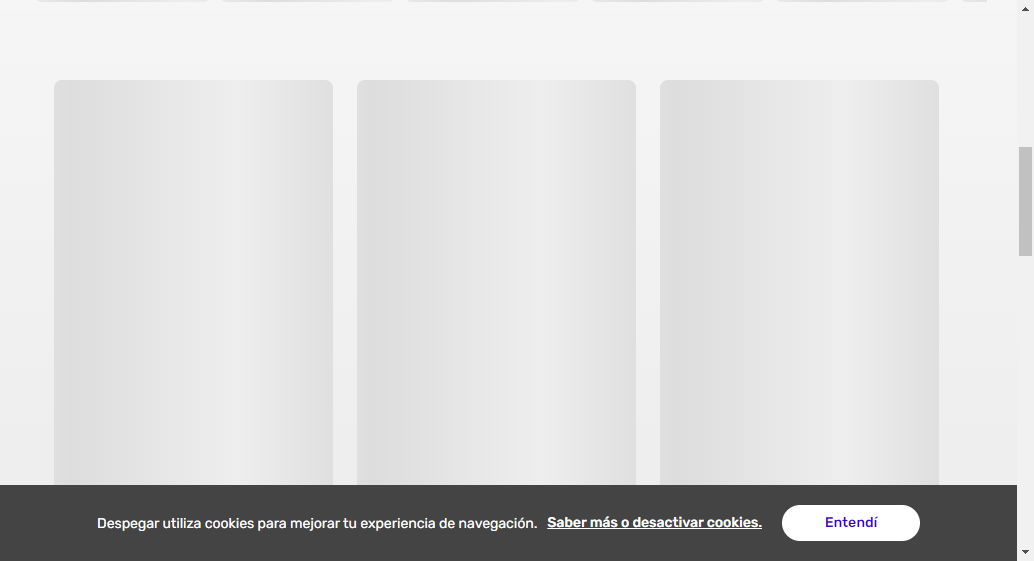 Despegar utiliza cookies para mejorar tu experiencia de navegación. Saber más o desactivar cookies. Entendí